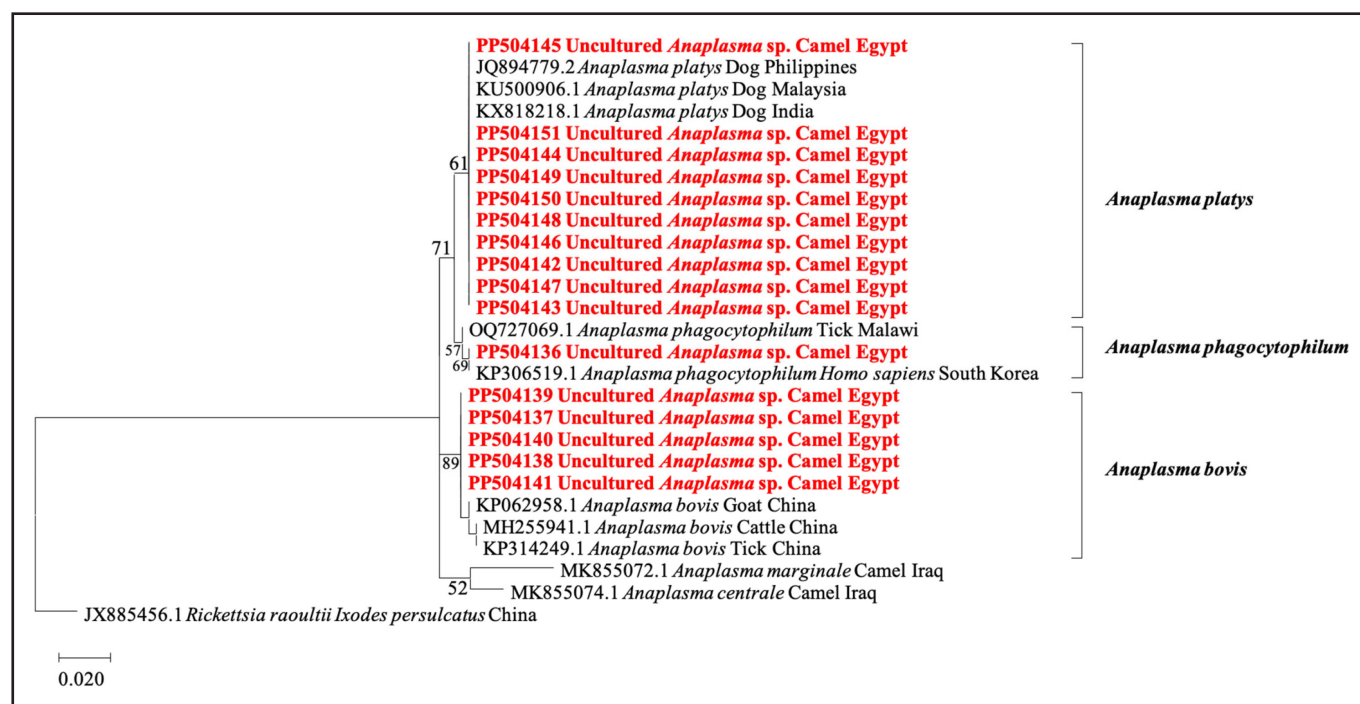 PP504145 Uncultured Anaplasma sp. Camel Egypt
JQ894779.2 Anaplasma platys Dog Philippines
KU500906.1 Anaplasma platys Dog Malaysia
KX818218.1 Anaplasma platys Dog India
PP504151 Uncultured Anaplasma sp. Camel Egypt
61
PP504144 Uncultured Anaplasma sp. Camel Egypt
PP504149 Uncultured Anaplasma sp. Camel Egypt
PP504150 Uncultured Anaplasma sp. Camel Egypt
Anaplasma platys
PP504148 Uncultured Anaplasma sp. Camel Egypt
PP504146 Uncultured Anaplasma sp. Camel Egypt
71
PP504142 Uncultured Anaplasma sp. Camel Egypt
PP504147 Uncultured Anaplasma sp. Camel Egypt
PP504143 Uncultured Anaplasma sp. Camel Egypt
OQ727069.1 Anaplasma phagocytophilum Tick Malawi
57
PP504136 Uncultured Anaplasma sp. Camel Egypt
Anaplasma phagocytophilum
69
KP306519.1 Anaplasma phagocytophilum Homo sapiens South Korea
PP504139 Uncultured Anaplasma sp. Camel Egypt
PP504137 Uncultured Anaplasma sp. Camel Egypt
PP504140 Uncultured Anaplasma sp. Camel Egypt
89
PP504138 Uncultured Anaplasma sp. Camel Egypt
Anaplasma bovis
PP504141 Uncultured Anaplasma sp. Camel Egypt
KP062958.1 Anaplasma bovis Goat China
MH255941.1 Anaplasma bovis Cattle China
KP314249.1 Anaplasma bovis Tick China
MK855072.1 Anaplasma marginale Camel Iraq
52
MK855074.1 Anaplasma centrale Camel Iraq
JX885456.1 Rickettsia raoultii Ixodes persulcatus China
0.020